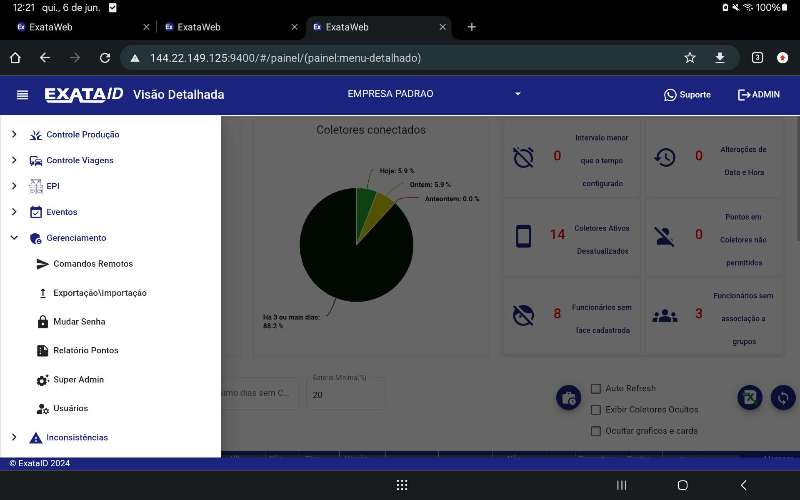 12:21 qui., 6 de jun. 100%
ExataWeb
ExataWeb
ExataWeb
144.22.149.125:9400/#/painel/(painel:menu-detalhado)
3
EXATAID Visão Detalhada
EMPRESA PADRAO
Suporte
ADMIN
Controle Produção
Controle Viagens
EPI
Eventos
Gerenciamento
Comandos Remotos
Exportação\Importação
Mudar Senha
Relatório Pontos
Super Admin
Usuários
Inconsistências
Coletores conectados
Hoje: 5.9 %
Ontem: 5.9 %
Anteontem: 0.0 %
Há 3 ou mais dias:
88.2 %
0 Intervalo menor
que o tempo
configurado
0 Alterações de
Data e Hora
14 Coletores Ativos
Desatualizados
0 Pontos em
Coletores não
permitidos
8 Funcionários sem
face cadastrada
3 Funcionários sem
associação a
grupos
imo dias sem C...
Bateria Mínima(%)
20
Auto Refresh
Exibir Coletores Ocultos
Ocultar graficos e cards
© ExataID 2024